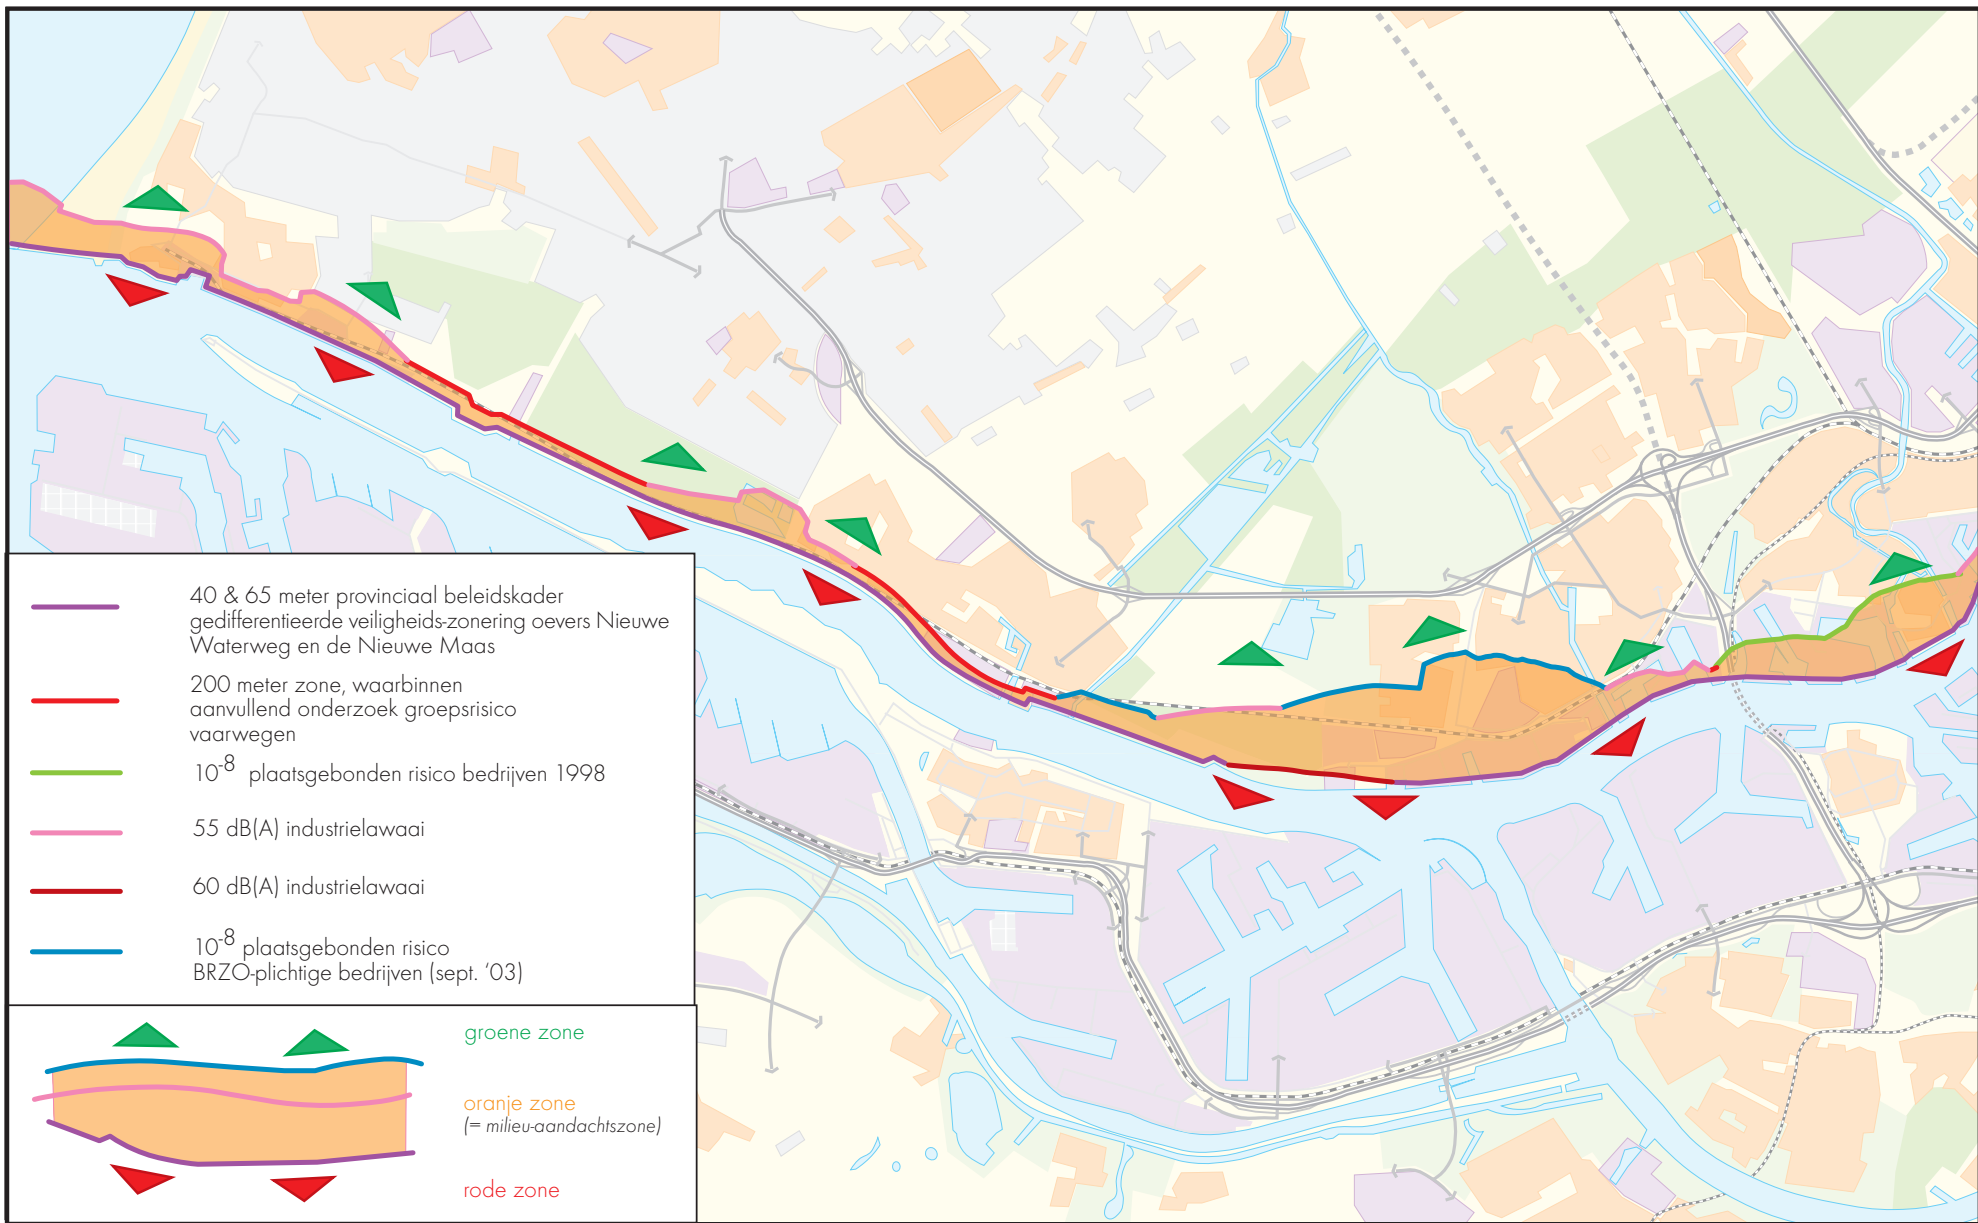 40 & 65 meter provinciaal beleidskader
gedifferentieerde veiligheids-zonering oevers Nieuwe
Waterweg en de Nieuwe Maas
200 meter zone, waarbinnen
aanvullend onderzoek groepsrisico
vaarwegen
10⁻⁸ plaatsgebonden risico bedrijven 1998
55 dB(A) industrielawaai
60 dB(A) industrielawaai
10⁻⁸ plaatsgebonden risico
BRZO-plichtige bedrijven (sept. ‘03)
groene zone
oranje zone
(= milieu-aandachtszone)
rode zone